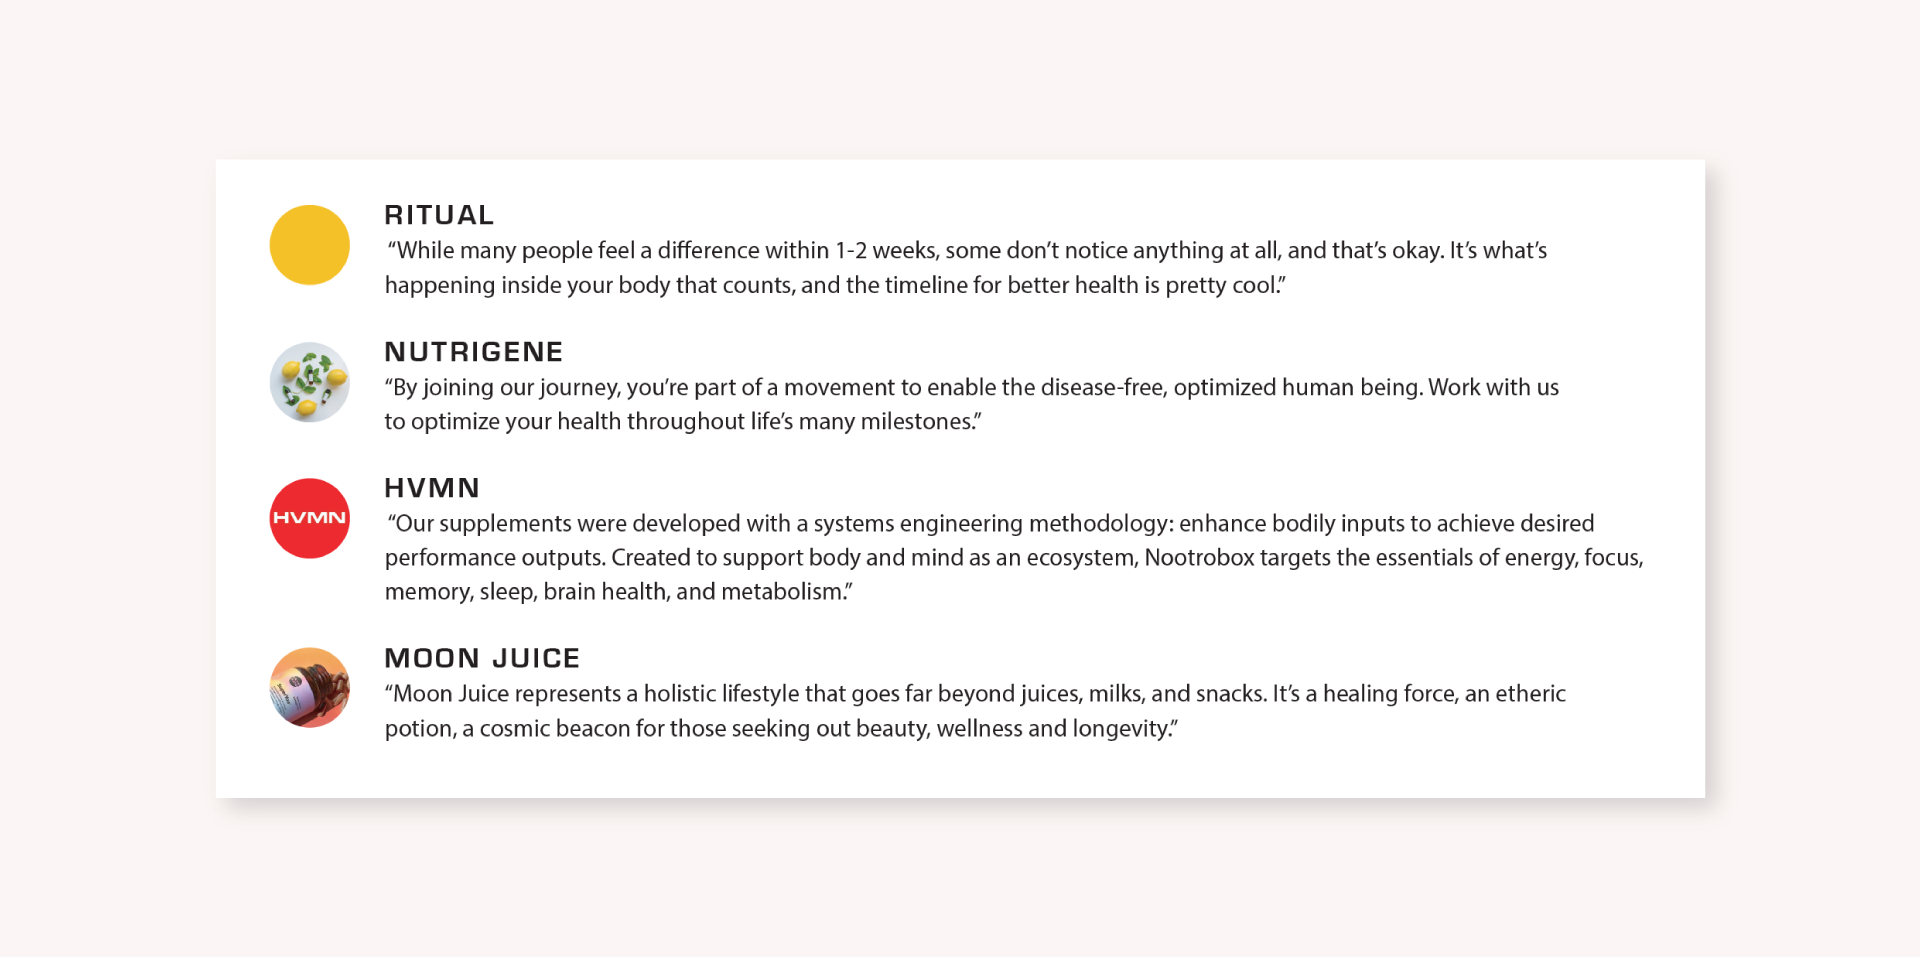 RITUAL
“While many people feel a difference within 1-2 weeks, some don’t notice anything at all, and that’s okay. It’s what’s
happening inside your body that counts, and the timeline for better health is pretty cool.”
NUTRIGENE
“By joining our journey, you’re part of a movement to enable the disease-free, optimized human being. Work with us
to optimize your health throughout life’s many milestones.”
HVMN
HVMN
“Our supplements were developed with a systems engineering methodology: enhance bodily inputs to achieve desired
performance outputs. Created to support body and mind as an ecosystem, Nootrobox targets the essentials of energy, focus,
memory, sleep, brain health, and metabolism.”
MOON JUICE
“Moon Juice represents a holistic lifestyle that goes far beyond juices, milks, and snacks. It’s a healing force, an etheric
potion, a cosmic beacon for those seeking out beauty, wellness and longevity.”